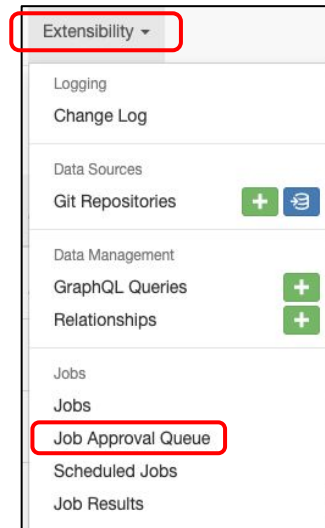 Extensibility
Logging
Change Log
Data Sources
Git Repositories
Data Management
GraphQL Queries
Relationships
Jobs
Jobs
Job Approval Queue
Scheduled Jobs
Job Results